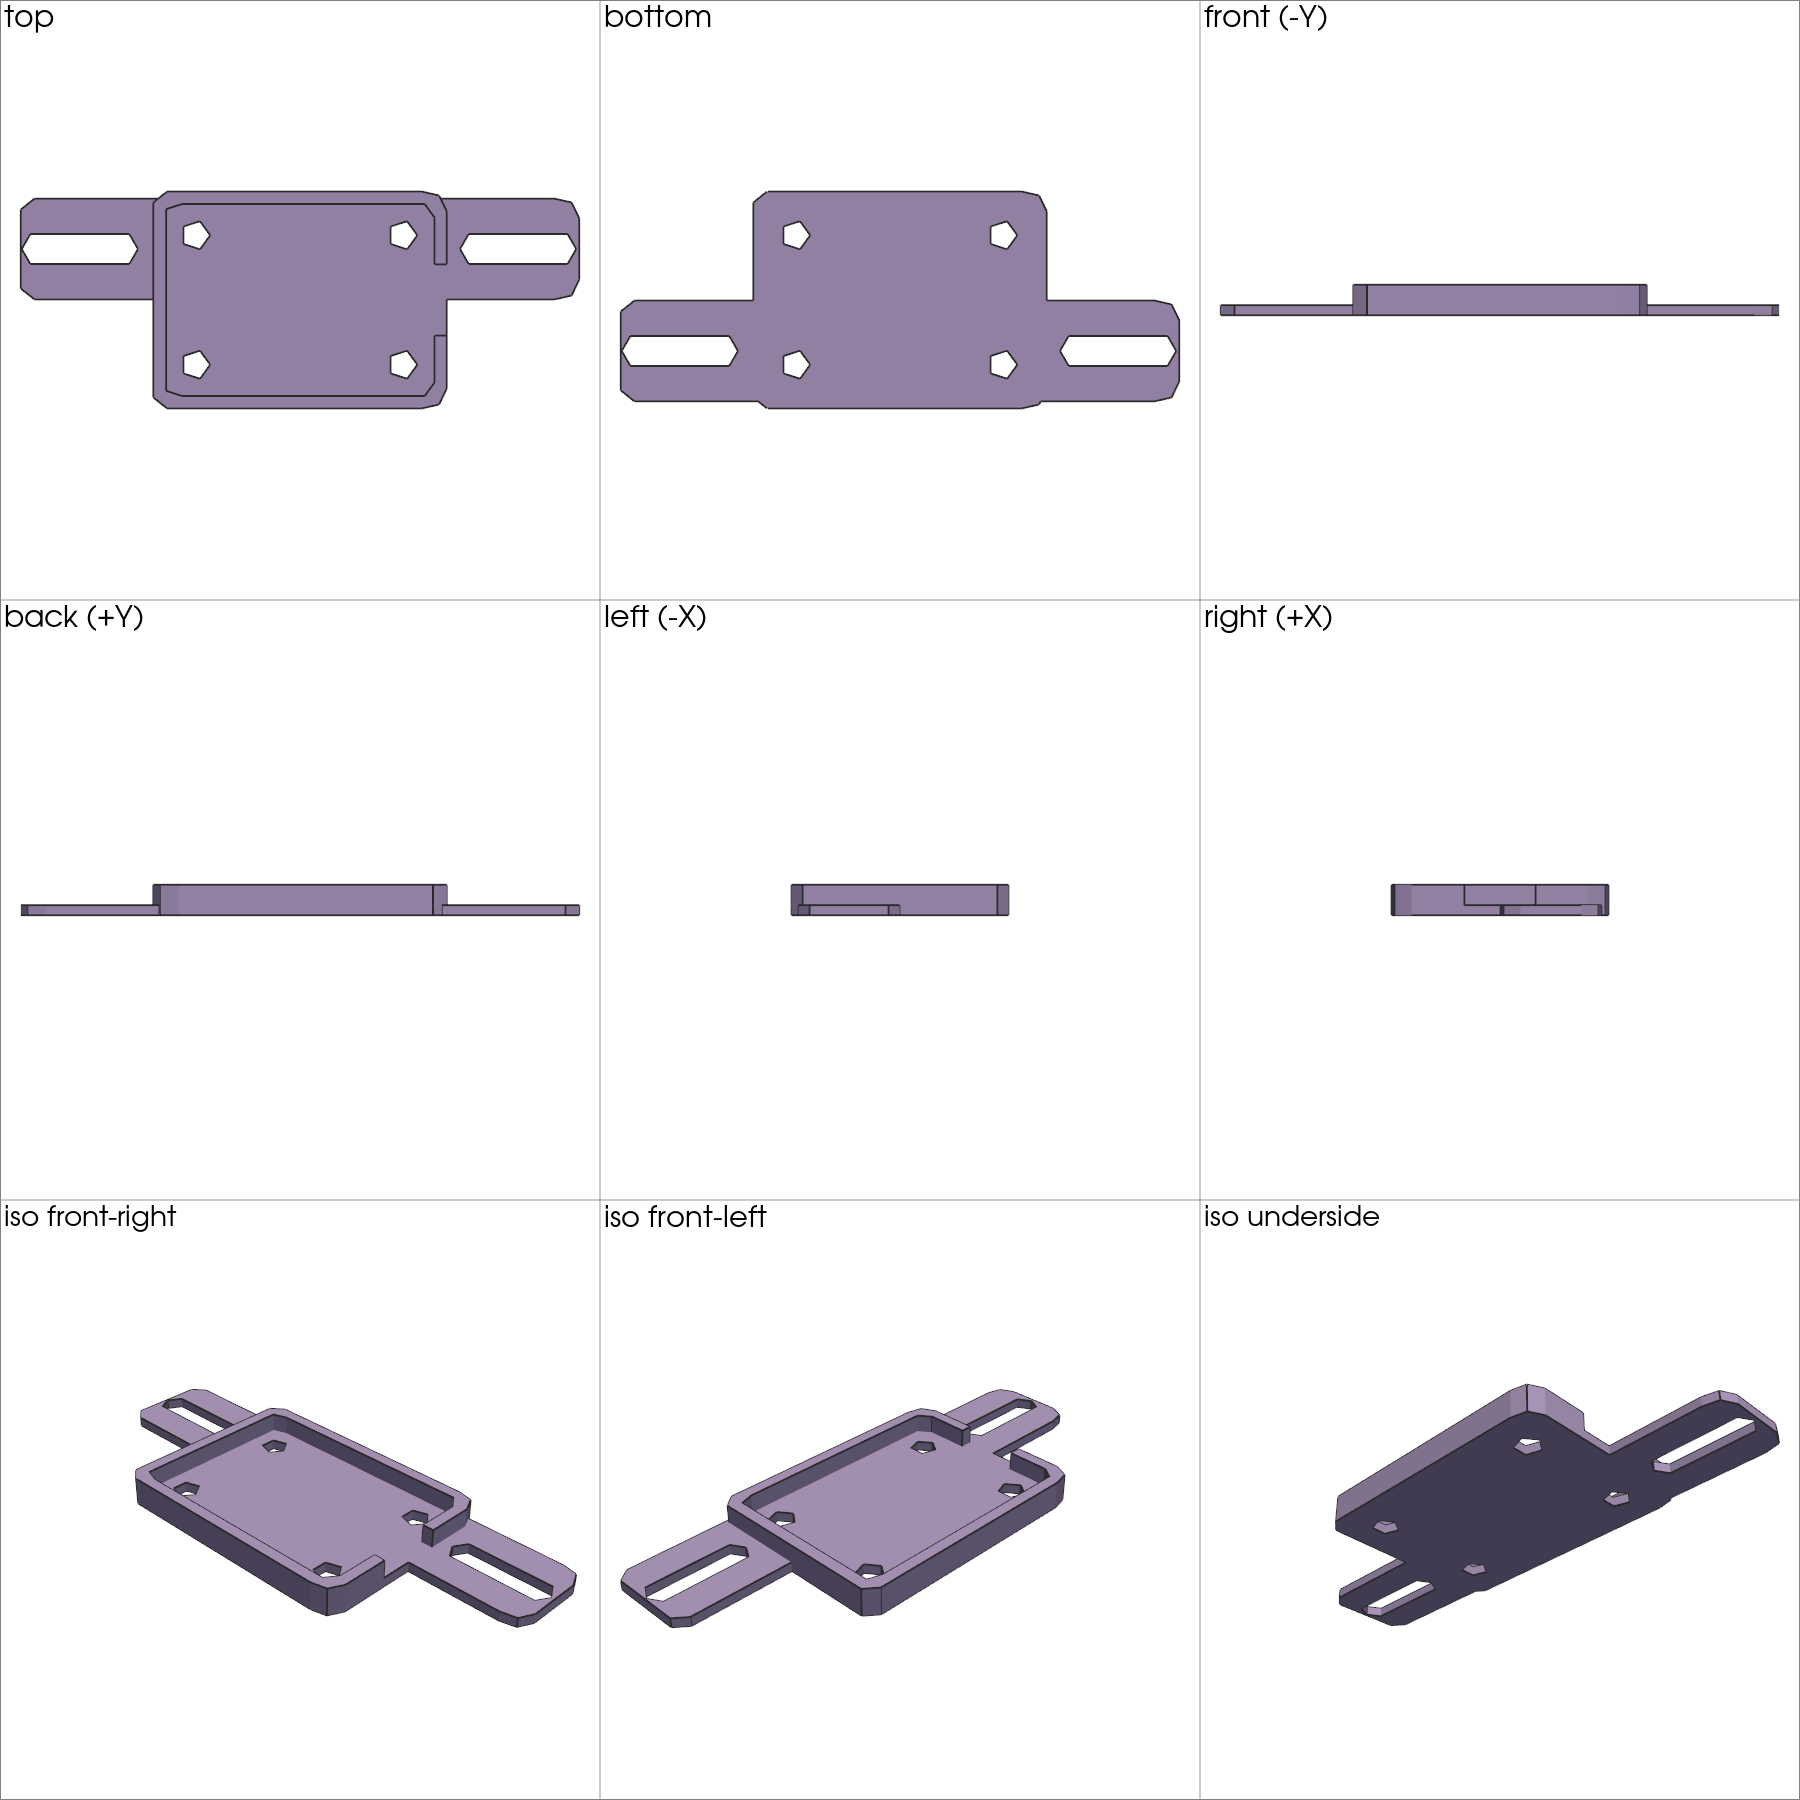 top
bottom
front (-Y)
back (+Y)
left (-X)
right (+X)
iso front-right
iso front-left
iso underside